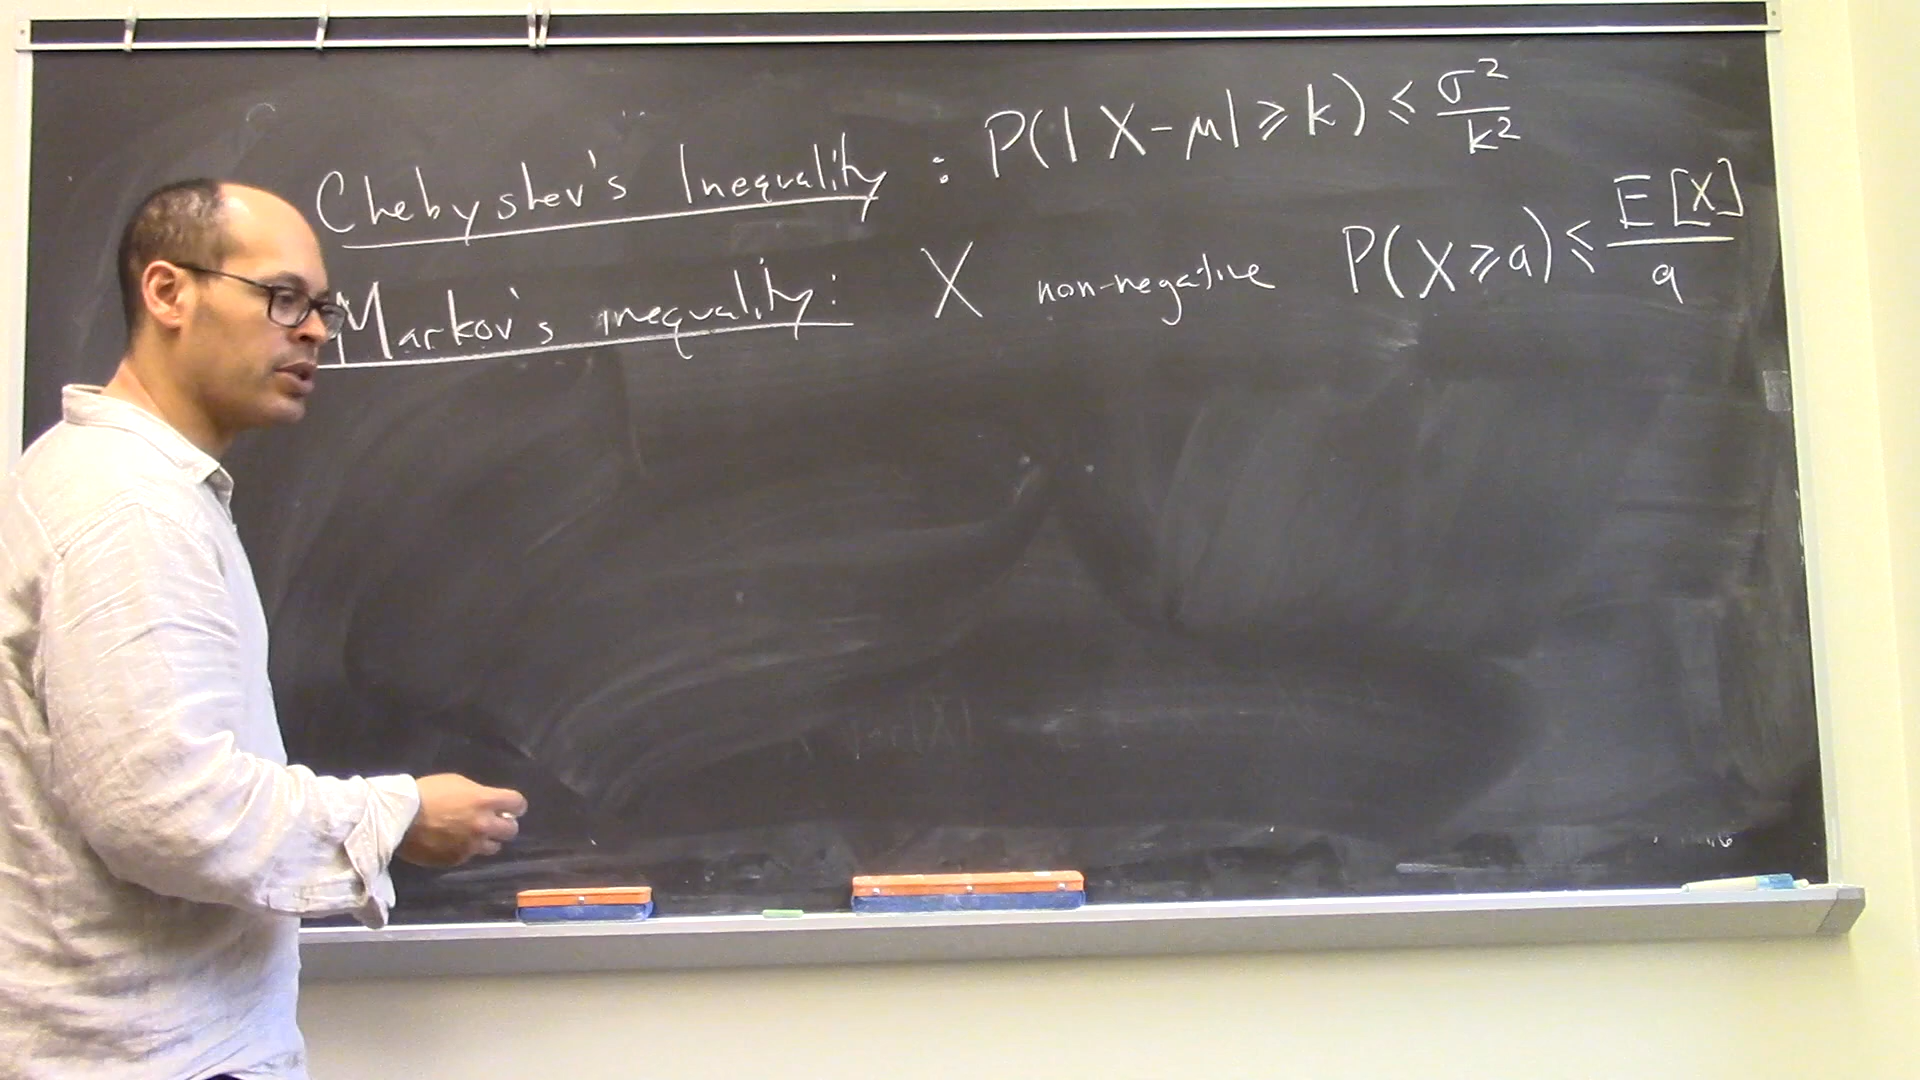 Chebyshev's Inequality : P(|X-μ|⩾k) ⩽ σ²/k²
Markov's inequality: X non-negative P(X⩾a) ⩽ E[X]/a